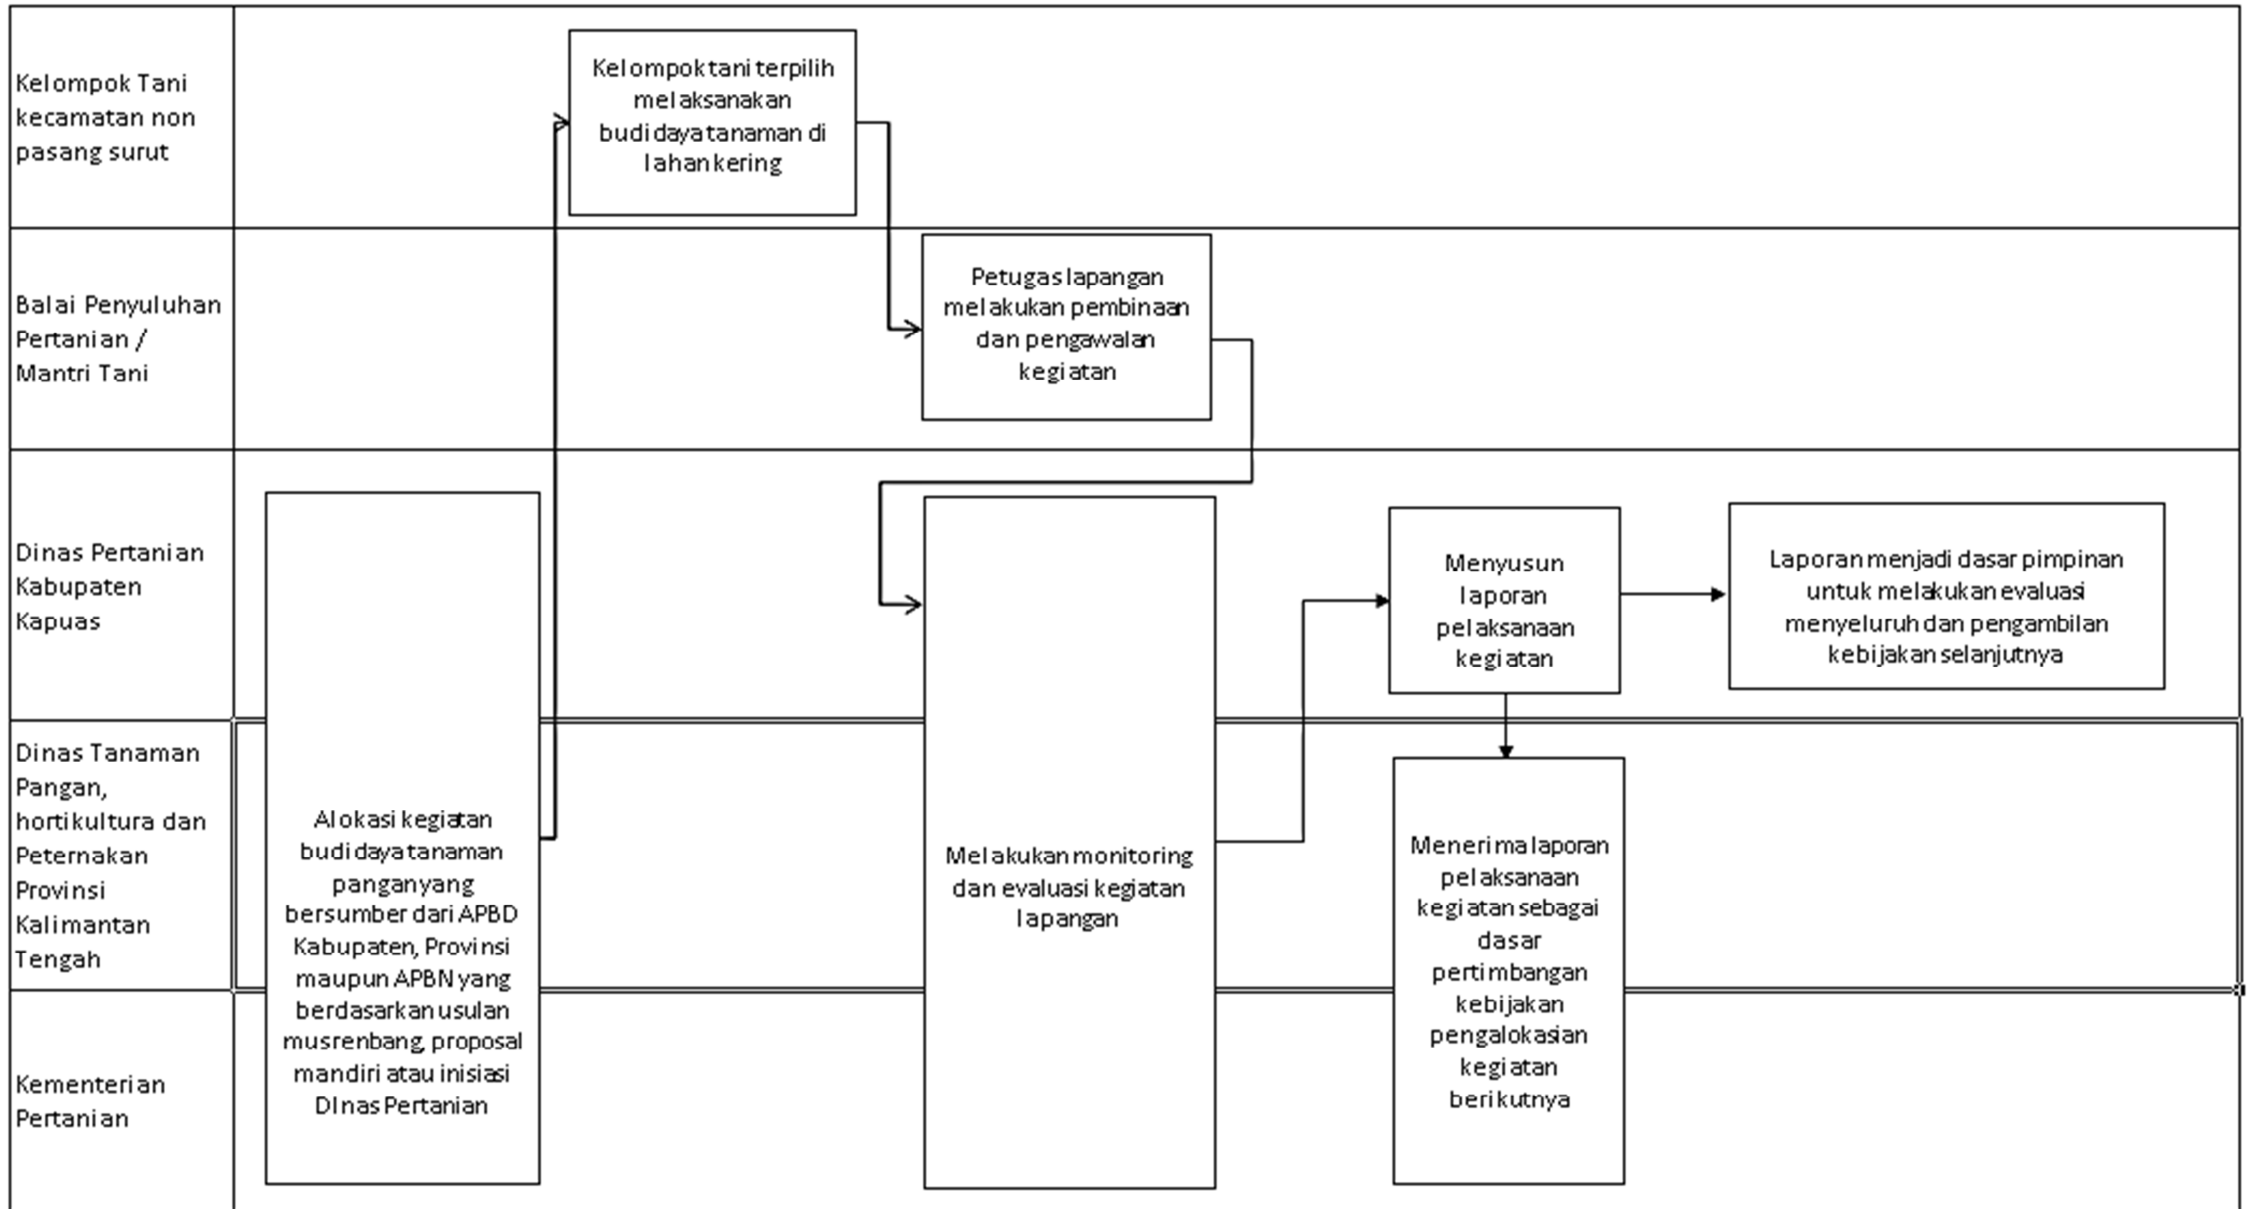 Kelompok Tani
kecamatan non
pasang surut
Kelompok tani terpilih
melaksanakan
budidaya tanaman di
lahan kering
Balai Penyuluhan
Pertanian /
Mantri Tani
Petugas lapangan
melakukan pembinaan
dan pengawalan
kegiatan
Dinas Pertanian
Kabupaten
Kapuas
Menyusun
laporan
pelaksanaan
kegiatan
Laporan menjadi dasar pimpinan
untuk melakukan evaluasi
menyeluruh dan pengambilan
kebijakan selanjutnya
Dinas Tanaman
Pangan,
hortikultura dan
Peternakan
Provinsi
Kalimantan
Tengah
Alokasi kegiatan
budidaya tanaman
pangan yang
bersumber dari APBD
Kabupaten, Provinsi
maupun APBN yang
berdasarkan usulan
musrenbang, proposal
mandiri atau inisiasi
DInas Pertanian
Melakukan monitoring
dan evaluasi kegiatan
lapangan
Menerima laporan
pelaksanaan
kegiatan sebagai
dasar
pertimbangan
kebijakan
pengalokasian
kegiatan
berikutnya
Kementerian
Pertanian